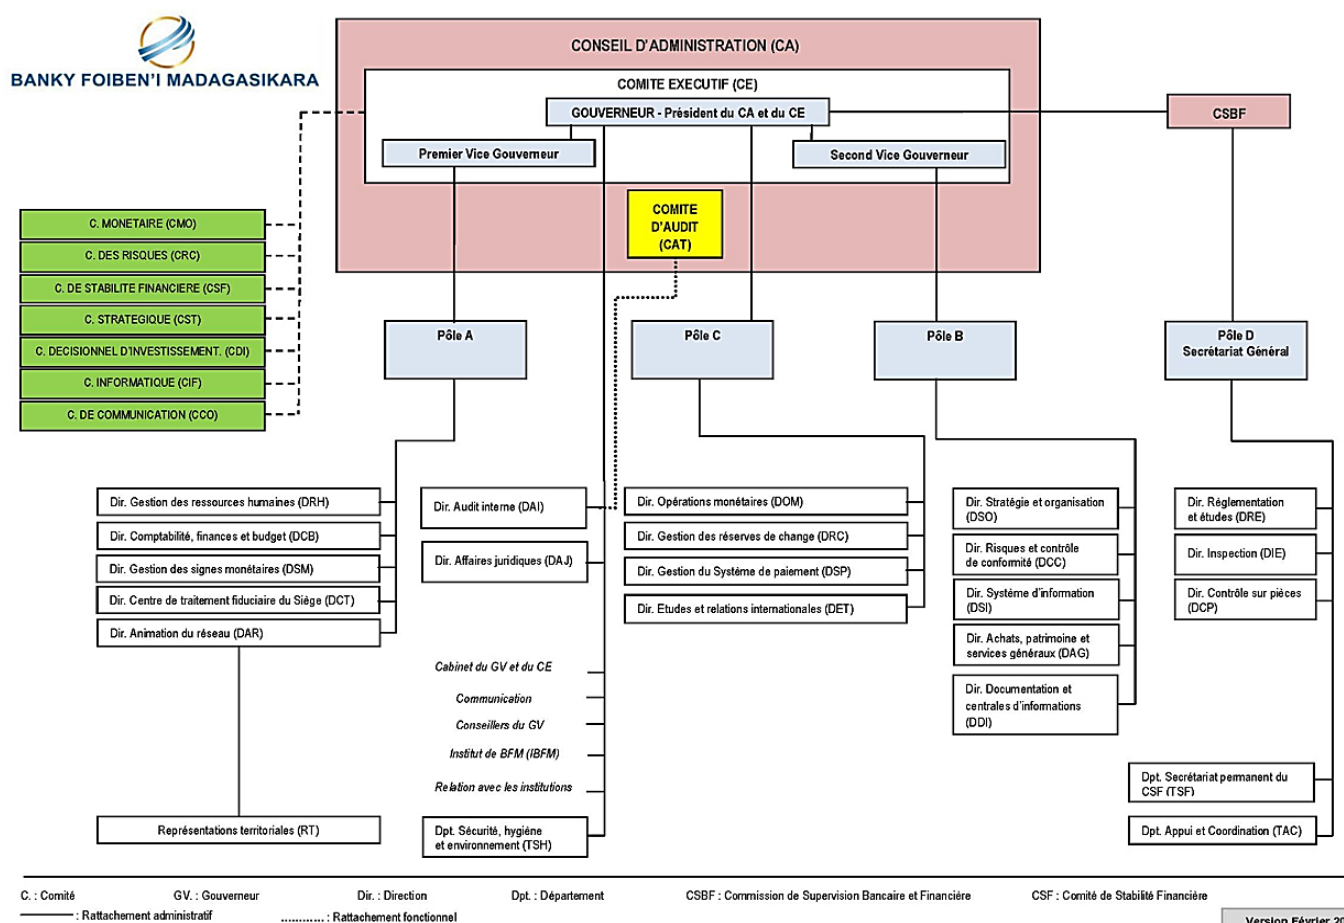 BANKY FOIBEN'I MADAGASIKARA
CONSEIL D'ADMINISTRATION (CA)
COMITE EXECUTIF (CE)
GOUVERNEUR - Président du CA et du CE
Premier Vice Gouverneur
Second Vice Gouverneur
CSBF
COMITE
D'AUDIT
(CAT)
C. MONETAIRE (CMO)
C. DES RISQUES (CRC)
C. DE STABILITE FINANCIERE (CSF)
C. STRATEGIQUE (CST)
C. DECISIONNEL D'INVESTISSEMENT. (CDI)
C. INFORMATIQUE (CIF)
C. DE COMMUNICATION (CCO)
Pôle A
Pôle C
Pôle B
Pôle D
Secrétariat Général
Dir. Gestion des ressources humaines (DRH)
Dir. Comptabilité, finances et budget (DCB)
Dir. Gestion des signes monétaires (DSM)
Dir. Centre de traitement fiduciaire du Siège (DCT)
Dir. Animation du réseau (DAR)
Représentations territoriales (RT)
Dir. Audit interne (DAI)
Dir. Affaires juridiques (DAJ)
Cabinet du GV et du CE
Communication
Conseillers du GV
Institut de BFM (IBFM)
Relation avec les institutions
Dpt. Sécurité, hygiène
et environnement (TSH)
Dir. Opérations monétaires (DOM)
Dir. Gestion des réserves de change (DRC)
Dir. Gestion du Système de paiement (DSP)
Dir. Etudes et relations internationales (DET)
Dir. Stratégie et organisation
(DSO)
Dir. Risques et contrôle
de conformité (DCC)
Dir. Système d'information
(DSI)
Dir. Achats, patrimoine et
services généraux (DAG)
Dir. Documentation et
centrales d'informations
(DDI)
Dir. Réglementation
et études (DRE)
Dir. Inspection (DIE)
Dir. Contrôle sur pièces
(DCP)
Dpt. Secrétariat permanent du
CSF (TSF)
Dpt. Appui et Coordination (TAC)
C. : Comité GV. : Gouverneur Dir. : Direction Dpt. : Département CSBF : Commission de Supervision Bancaire et Financière CSF : Comité de Stabilité Financière
: Rattachement administratif ............ : Rattachement fonctionnel
Version Février